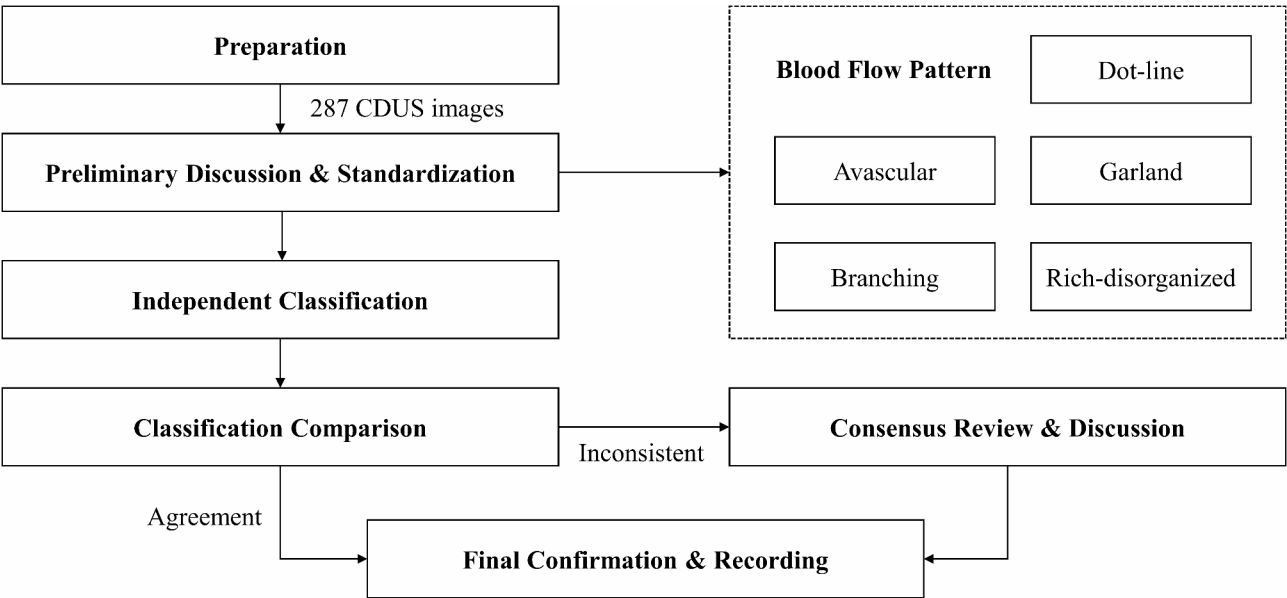 Preparation
287 CDUS images
Preliminary Discussion & Standardization
Blood Flow Pattern
Dot-line
Avascular
Garland
Branching
Rich-disorganized
Independent Classification
Classification Comparison
Inconsistent
Consensus Review & Discussion
Agreement
Final Confirmation & Recording